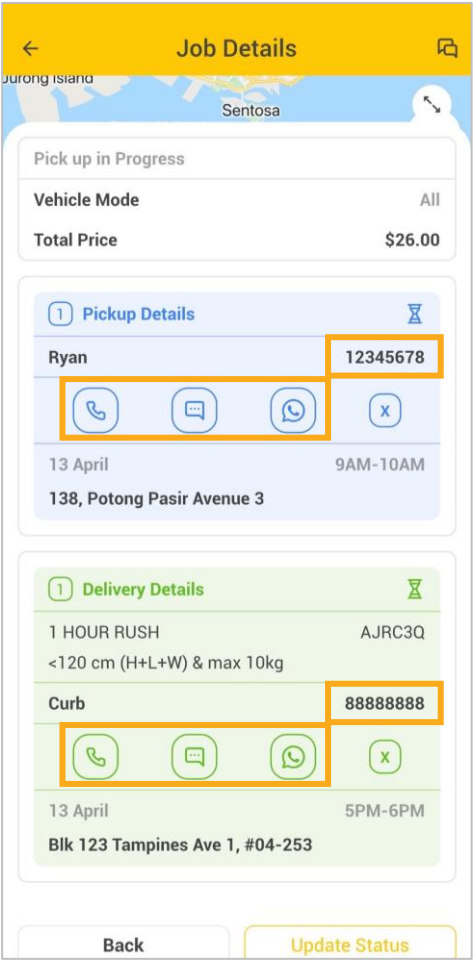 Job Details
Jurong Island
Sentosa
Pick up in Progress
Vehicle Mode All
Total Price $26.00
1 Pickup Details
Ryan 12345678
X
13 April 9AM-10AM
138, Potong Pasir Avenue 3
1 Delivery Details
1 HOUR RUSH AJRC3Q
<120 cm (H+L+W) & max 10kg
Curb 88888888
X
13 April 5PM-6PM
Blk 123 Tampines Ave 1, #04-253
Back Update Status